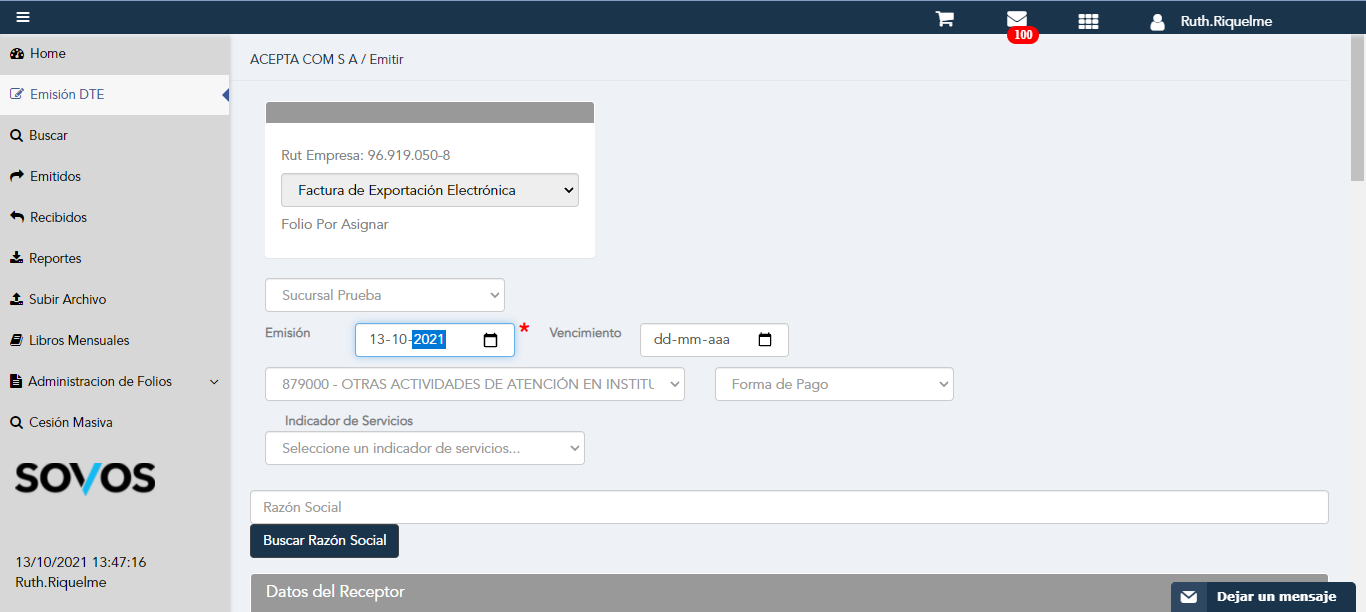 Ruth.Riquelme
100
Home
Emisión DTE
Buscar
Emitidos
Recibidos
Reportes
Subir Archivo
Libros Mensuales
Administracion de Folios
Cesión Masiva
SOVOS
13/10/2021 13:47:16
Ruth.Riquelme
ACEPTA COM S A / Emitir
Rut Empresa: 96.919.050-8
Factura de Exportación Electrónica
Folio Por Asignar
Sucursal Prueba
Emisión 13-10-2021 * Vencimiento dd-mm-aaa
879000 - OTRAS ACTIVIDADES DE ATENCIÓN EN INSTITU Forma de Pago
Indicador de Servicios
Seleccione un indicador de servicios...
Razón Social
Buscar Razón Social
Datos del Receptor
Dejar un mensaje